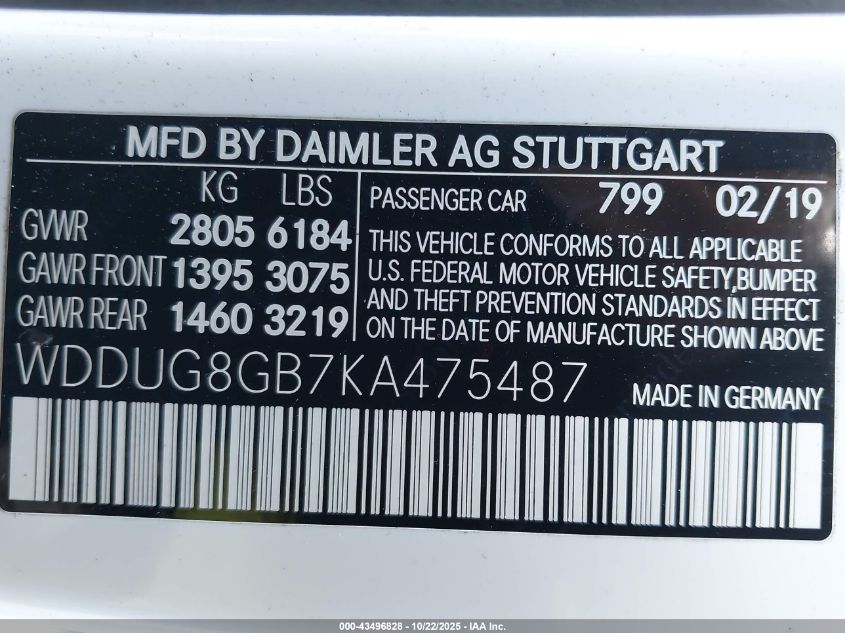 MFD BY DAIMLER AG STUTTGART
KG LBS
GVWR 2805 6184
GAWR FRONT 1395 3075
GAWR REAR 1460 3219
PASSENGER CAR 799 02/19
THIS VEHICLE CONFORMS TO ALL APPLICABLE
U.S. FEDERAL MOTOR VEHICLE SAFETY, BUMPER
AND THEFT PREVENTION STANDARDS IN EFFECT
ON THE DATE OF MANUFACTURE SHOWN ABOVE
WDDUG8GB7KA475487
MADE IN GERMANY
000-43496828 - 10/22/2025 - IAA Inc.